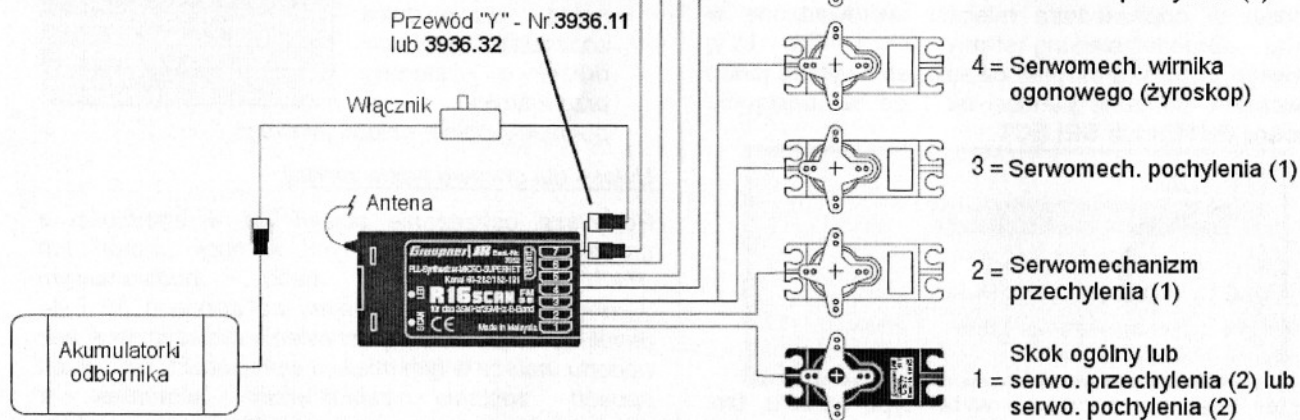 Przewód "Y" - Nr.3936.11
lub 3936.32
Włącznik
Antena
Akumulatorki
odbiornika
Graupner JR
R16SCAN
Made in Malaysia
4 = Serwomech. wirnika
ogonowego (żyroskop)
3 = Serwomech. pochylenia (1)
2 = Serwomechanizm
przechylenia (1)
Skok ogólny lub
1 = serwo. przechylenia (2) lub
serwo. pochylenia (2)